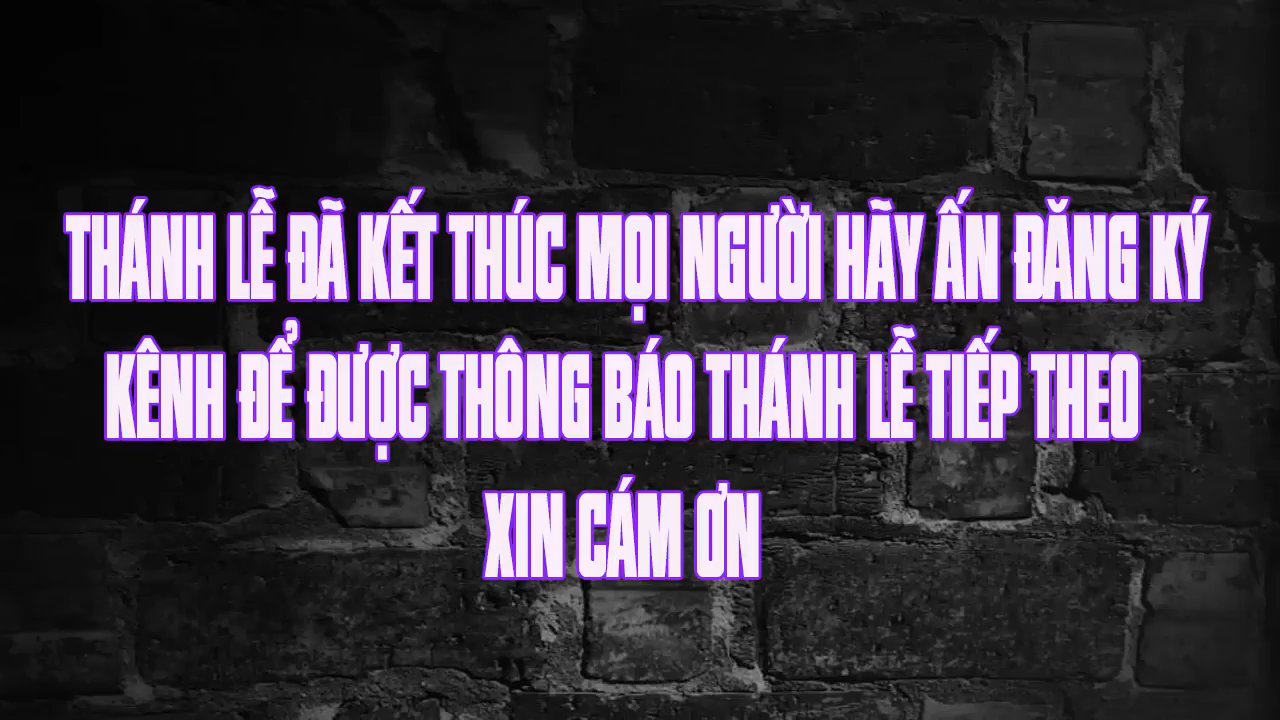 THÁNH LỄ ĐÃ KẾT THÚC MỌI NGƯỜI HÃY ẤN ĐĂNG KÝ
KÊNH ĐỂ ĐƯỢC THÔNG BÁO THÁNH LỄ TIẾP THEO
XIN CÁM ƠN